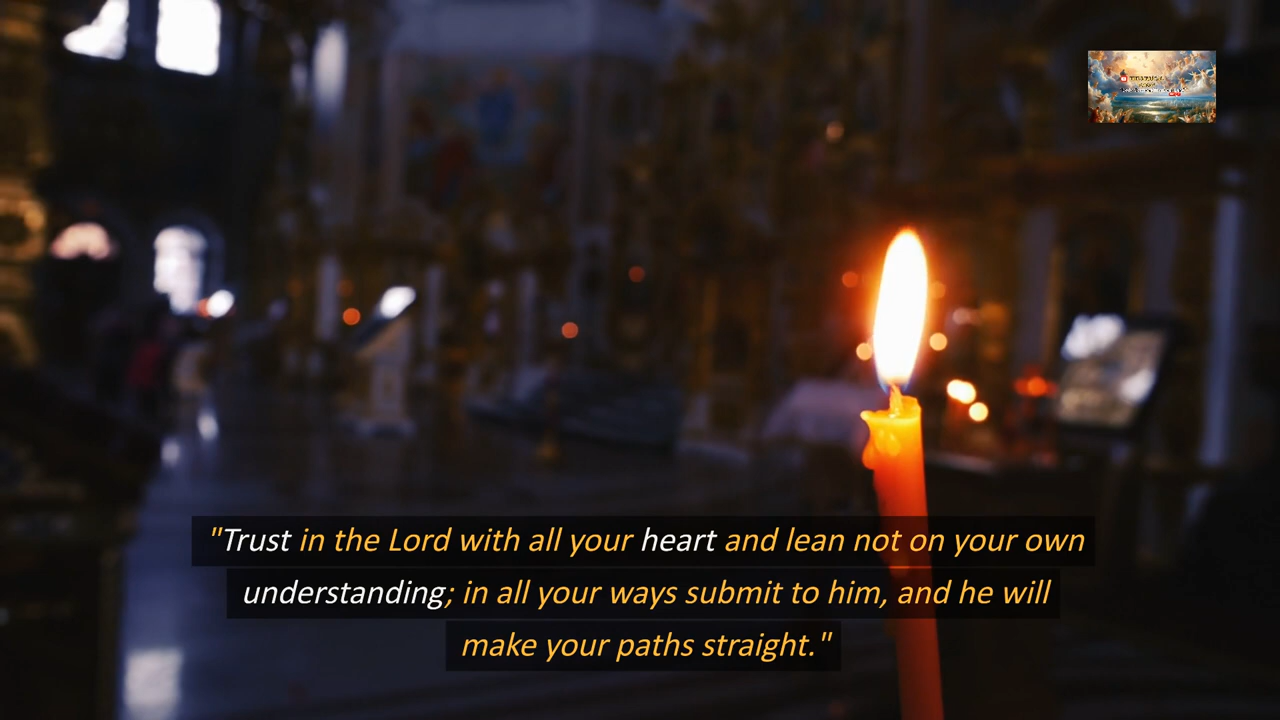 "Trust in the Lord with all your heart and lean not on your own
understanding; in all your ways submit to him, and he will
make your paths straight."